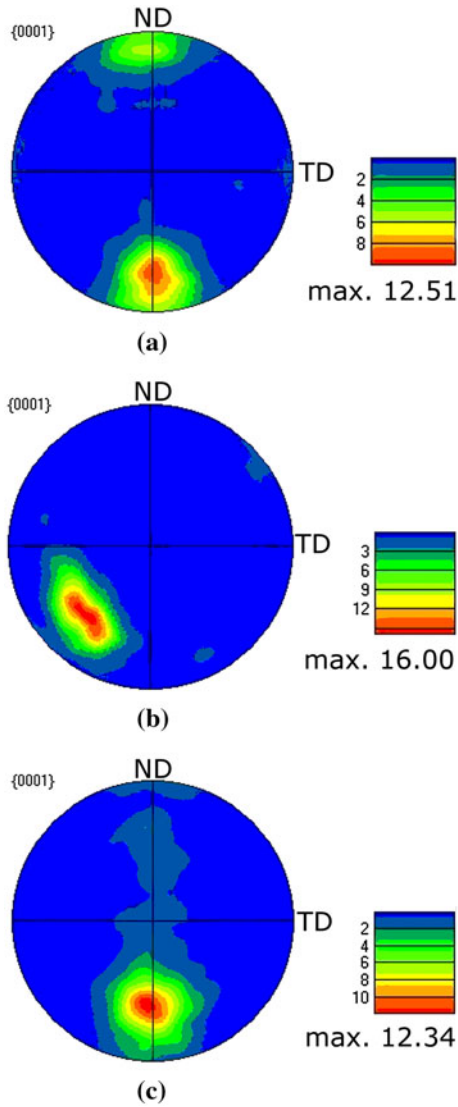 {0001} ND
TD
2
4
6
8
max. 12.51
(a)
{0001} ND
TD
3
6
9
12
max. 16.00
(b)
{0001} ND
TD
2
4
6
8
10
max. 12.34
(c)